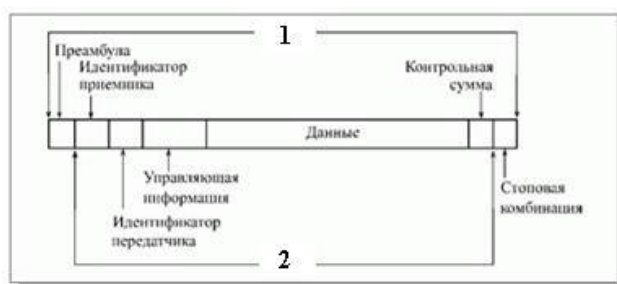 1
Преамбула
Идентификатор
приемника
Контрольная
сумма
Данные
Управляющая
информация
Идентификатор
передатчика
Стоповая
комбинация
2